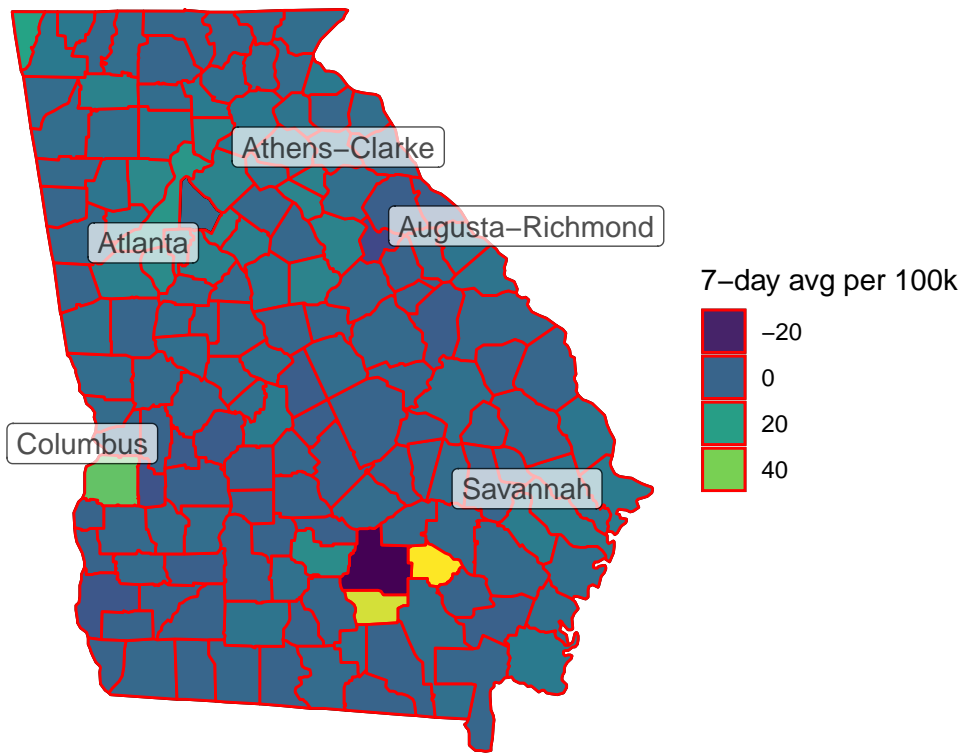 Athens−Clarke
Augusta−Richmond
Atlanta
7−day avg per 100k
−20
0
20
40
Columbus
Savannah